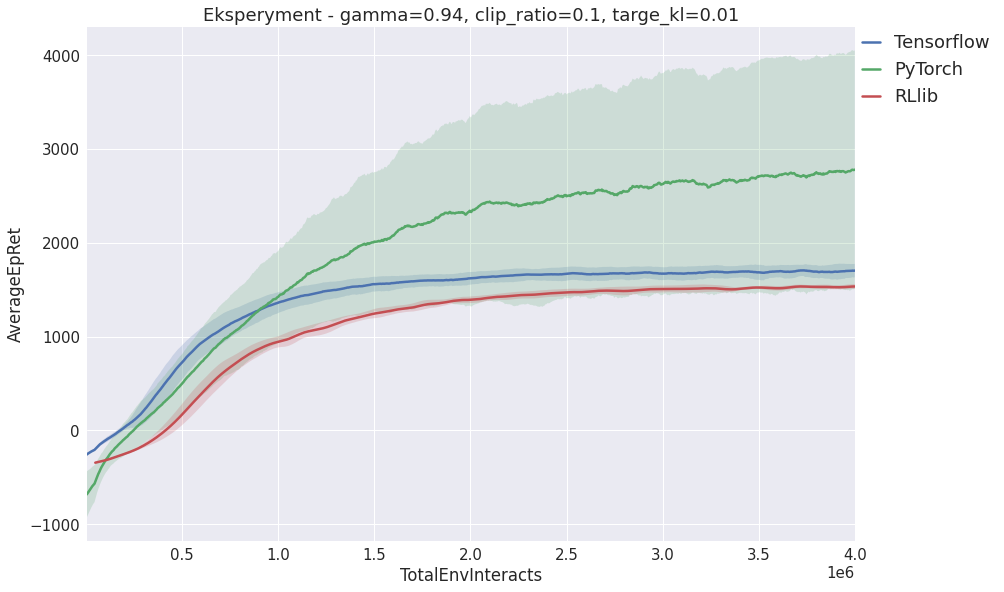 Eksperyment - gamma=0.94, clip_ratio=0.1, targe_kl=0.01
Tensorflow
PyTorch
RLlib
AverageEpRet
4000
3000
2000
1000
0
−1000
0.5
1.0
1.5
2.0
2.5
3.0
3.5
4.0
1e6
TotalEnvInteracts